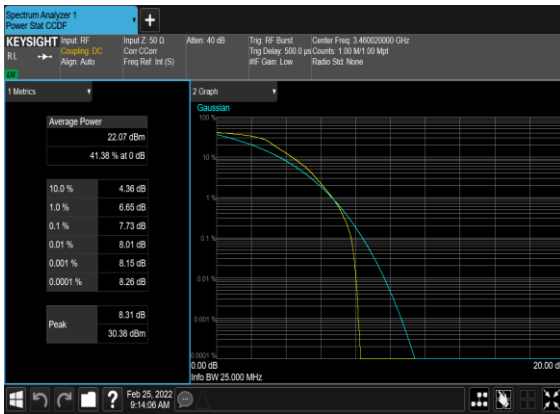 Spectrum Analyzer 1
Power Stat CCDF
+
KEYSIGHT
RL
Input: RF
Coupling: DC
Align: Auto
Input Z: 50 Ω
Corr CCorr
Freq Ref: Int (S)
Atten: 40 dB
Trig: RF Burst
Trig Delay: 500.0 µs
#IF Gain: Low
Center Freq: 3.460020000 GHz
Counts: 1.00 M/1.00 Mpt
Radio Std: None
1 Metrics
Average Power
22.07 dBm
41.38 % at 0 dB
10.0 % 4.36 dB
1.0 % 6.65 dB
0.1 % 7.73 dB
0.01 % 8.01 dB
0.001 % 8.15 dB
0.0001 % 8.26 dB
Peak
8.31 dB
30.38 dBm
2 Graph
Gaussian
100 %
10 %
1 %
0.1 %
0.01 %
0.001 %
0.0001 %
0.00 dB
20.00 d
Info BW 25.000 MHz
?
Feb 25, 2022
9:14:06 AM